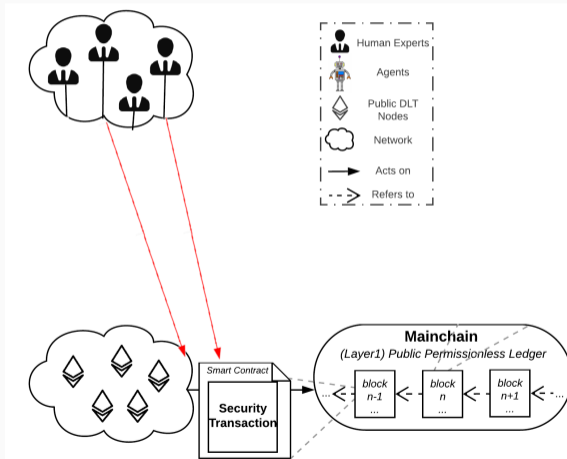 Human Experts
Agents
Public DLT
Nodes
Network
Acts on
Refers to
Smart Contract
Security
Transaction
Mainchain
(Layer1) Public Permissionless Ledger
...
block
n-1
...
block
n
...
block
n+1
...
...